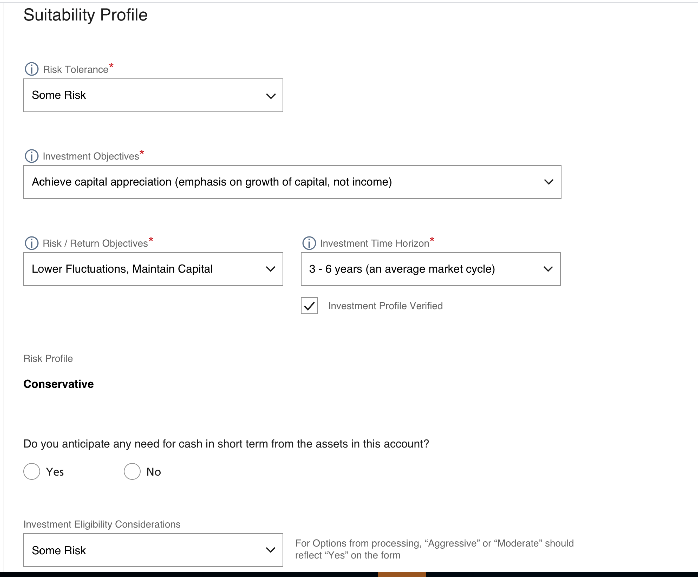 Suitability Profile
Risk Tolerance*
Some Risk
Investment Objectives*
Achieve capital appreciation (emphasis on growth of capital, not income)
Risk / Return Objectives*
Investment Time Horizon*
Lower Fluctuations, Maintain Capital
3 - 6 years (an average market cycle)
Investment Profile Verified
Risk Profile
Conservative
Do you anticipate any need for cash in short term from the assets in this account?
Yes
No
Investment Eligibility Considerations
Some Risk
For Options from processing, “Aggressive” or “Moderate” should
reflect “Yes” on the form